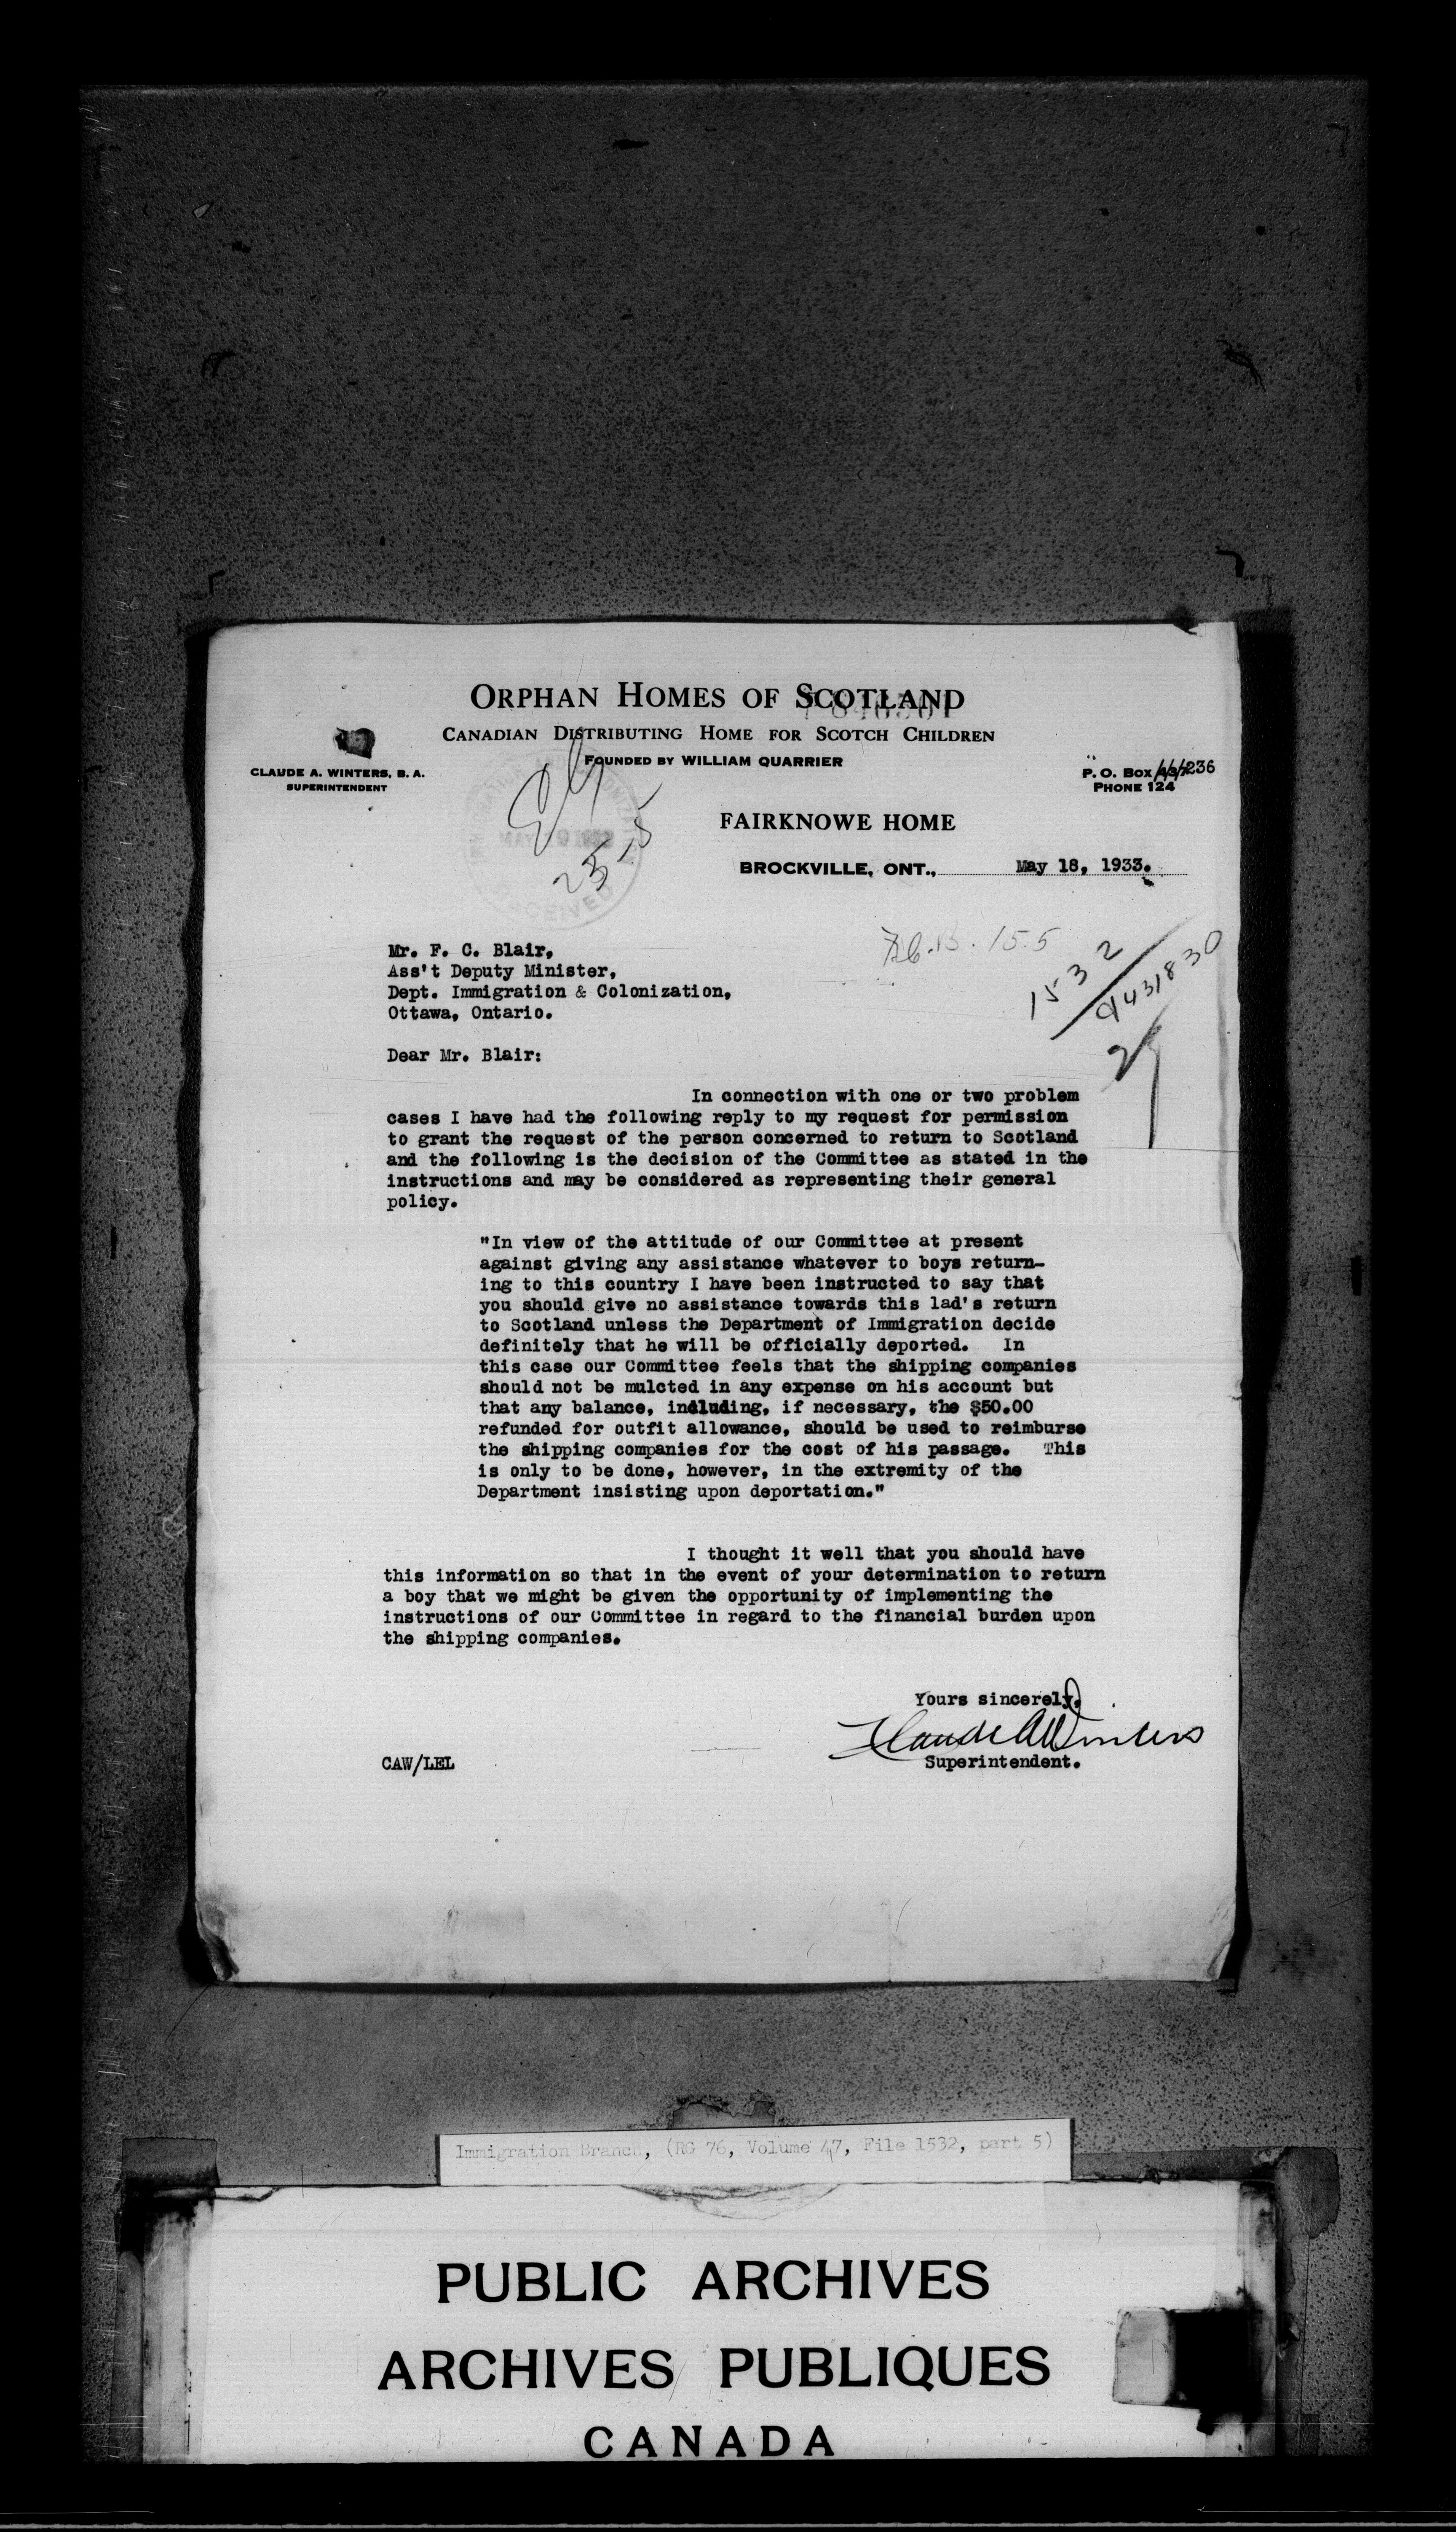 ORPHAN HOMES OF SCOTLAND
CANADIAN DISTRIBUTING HOME FOR SCOTCH CHILDREN
FOUNDED BY WILLIAM QUARRIER
CLAUDE A. WINTERS, B. A.
SUPERINTENDENT
P. O. BOX 236
PHONE 124
FAIRKNOWE HOME
BROCKVILLE, ONT., May 18, 1933.
RECEIVED
25-5
15.5
1532
9431830
Mr. F. C. Blair,
Ass't Deputy Minister,
Dept. Immigration & Colonization,
Ottawa, Ontario.
Dear Mr. Blair:
In connection with one or two problem
cases I have had the following reply to my request for permission
to grant the request of the person concerned to return to Scotland
and the following is the decision of the Committee as stated in the
instructions and may be considered as representing their general
policy.
"In view of the attitude of our Committee at present
against giving any assistance whatever to boys return-
ing to this country I have been instructed to say that
you should give no assistance towards this lad's return
to Scotland unless the Department of Immigration decide
definitely that he will be officially deported. In
this case our Committee feels that the shipping companies
should not be mulcted in any expense on his account but
that any balance, including, if necessary, the $50.00
refunded for outfit allowance, should be used to reimburse
the shipping companies for the cost of his passage. This
is only to be done, however, in the extremity of the
Department insisting upon deportation."
I thought it well that you should have
this information so that in the event of your determination to return
a boy that we might be given the opportunity of implementing the
instructions of our Committee in regard to the financial burden upon
the shipping companies.
Yours sincerely,
Claude A Winters
CAW/LEL Superintendent.
Immigration Branch, (RG 76, Volume 47, File 1532, part 5)
PUBLIC ARCHIVES
ARCHIVES PUBLIQUES
CANADA